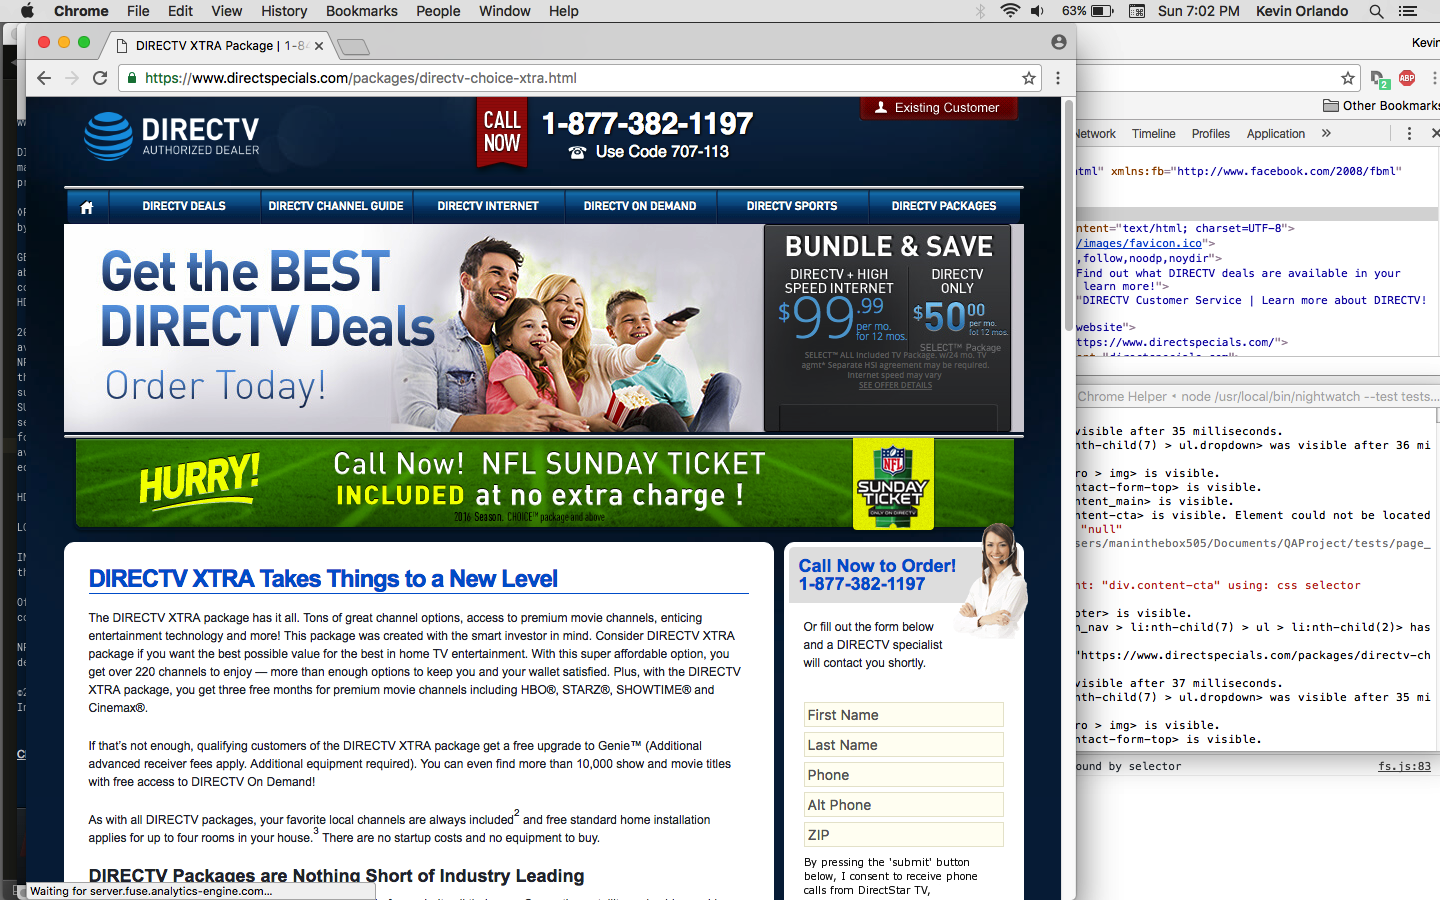 Chrome File Edit View History Bookmarks People Window Help
63% Sun 7:02 PM Kevin Orlando
DIRECTV XTRA Package | 1-84
https://www.directspecials.com/packages/directv-choice-xtra.html
DIRECTV
AUTHORIZED DEALER
CALL
NOW
1-877-382-1197
Use Code 707-113
Existing Customer
DIRECTV DEALS DIRECTV CHANNEL GUIDE DIRECTV INTERNET DIRECTV ON DEMAND DIRECTV SPORTS DIRECTV PACKAGES
Get the BEST
DIRECTV Deals
Order Today!
BUNDLE & SAVE
DIRECTV + HIGH
SPEED INTERNET
$99.99
per mo.
for 12 mos.
DIRECTV
ONLY
$5000
per mo.
for 12 mos.
SELECT™ Package
SELECT™ ALL Included TV Package. w/24 mo. TV
agmt* Separate HSI agreement may be required.
Internet speed may vary
SEE OFFER DETAILS
HURRY!
Call Now! NFL SUNDAY TICKET
INCLUDED at no extra charge !
2016 Season. CHOICE™ package and above
NFL
SUNDAY
TICKET
ONLY ON DIRECTV
DIRECTV XTRA Takes Things to a New Level
The DIRECTV XTRA package has it all. Tons of great channel options, access to premium movie channels, enticing
entertainment technology and more! This package was created with the smart investor in mind. Consider DIRECTV XTRA
package if you want the best possible value for the best in home TV entertainment. With this super affordable option, you
get over 220 channels to enjoy — more than enough options to keep you and your wallet satisfied. Plus, with the DIRECTV
XTRA package, you get three free months for premium movie channels including HBO®, STARZ®, SHOWTIME® and
Cinemax®.
If that's not enough, qualifying customers of the DIRECTV XTRA package get a free upgrade to Genie™ (Additional
advanced receiver fees apply. Additional equipment required). You can even find more than 10,000 show and movie titles
with free access to DIRECTV On Demand!
As with all DIRECTV packages, your favorite local channels are always included2 and free standard home installation
applies for up to four rooms in your house.3 There are no startup costs and no equipment to buy.
DIRECTV Packages are Nothing Short of Industry Leading
Waiting for server.fuse.analytics-engine.com...
Call Now to Order!
1-877-382-1197
Or fill out the form below
and a DIRECTV specialist
will contact you shortly.
First Name
Last Name
Phone
Alt Phone
ZIP
By pressing the 'submit' button
below, I consent to receive phone
calls from DirectStar TV,
Kevin
2
ABP
Other Bookmarks
Network Timeline Profiles Application »
html" xmlns:fb="http://www.facebook.com/2008/fbml"
ntent="text/html; charset=UTF-8">
/images/favicon.ico">
,follow,noodp,noydir">
Find out what DIRECTV deals are available in your
learn more!">
"DIRECTV Customer Service | Learn more about DIRECTV!
website">
ttps://www.directspecials.com/">
Chrome Helper • node /usr/local/bin/nightwatch --test tests...
visible after 35 milliseconds.
nth-child(7) > ul.dropdown> was visible after 36 mi
ro > img> is visible.
ntact-form-top> is visible.
ntent_main> is visible.
ntent-cta> is visible. Element could not be located
"null"
sers/maninthebox505/Documents/QAProject/tests/page_
nt: "div.content-cta" using: css selector
oter> is visible.
n_nav > li:nth-child(7) > ul > li:nth-child(2)> has
"https://www.directspecials.com/packages/directv-ch
visible after 37 milliseconds.
nth-child(7) > ul.dropdown> was visible after 35 mi
ro > img> is visible.
ntact-form-top> is visible.
ound by selector fs.js:83